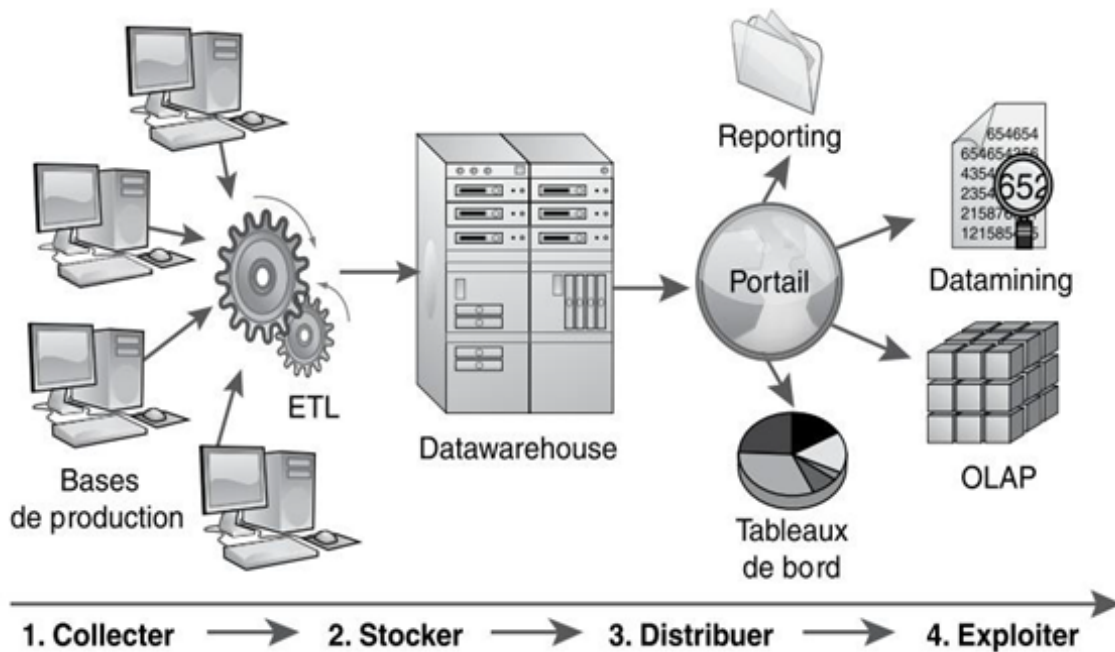 Reporting
654654
Portail
Datamining
652
ETL
Datawarehouse
Bases
de production
OLAP
Tableaux
de bord
1. Collecter
2. Stocker
3. Distribuer
4. Exploiter